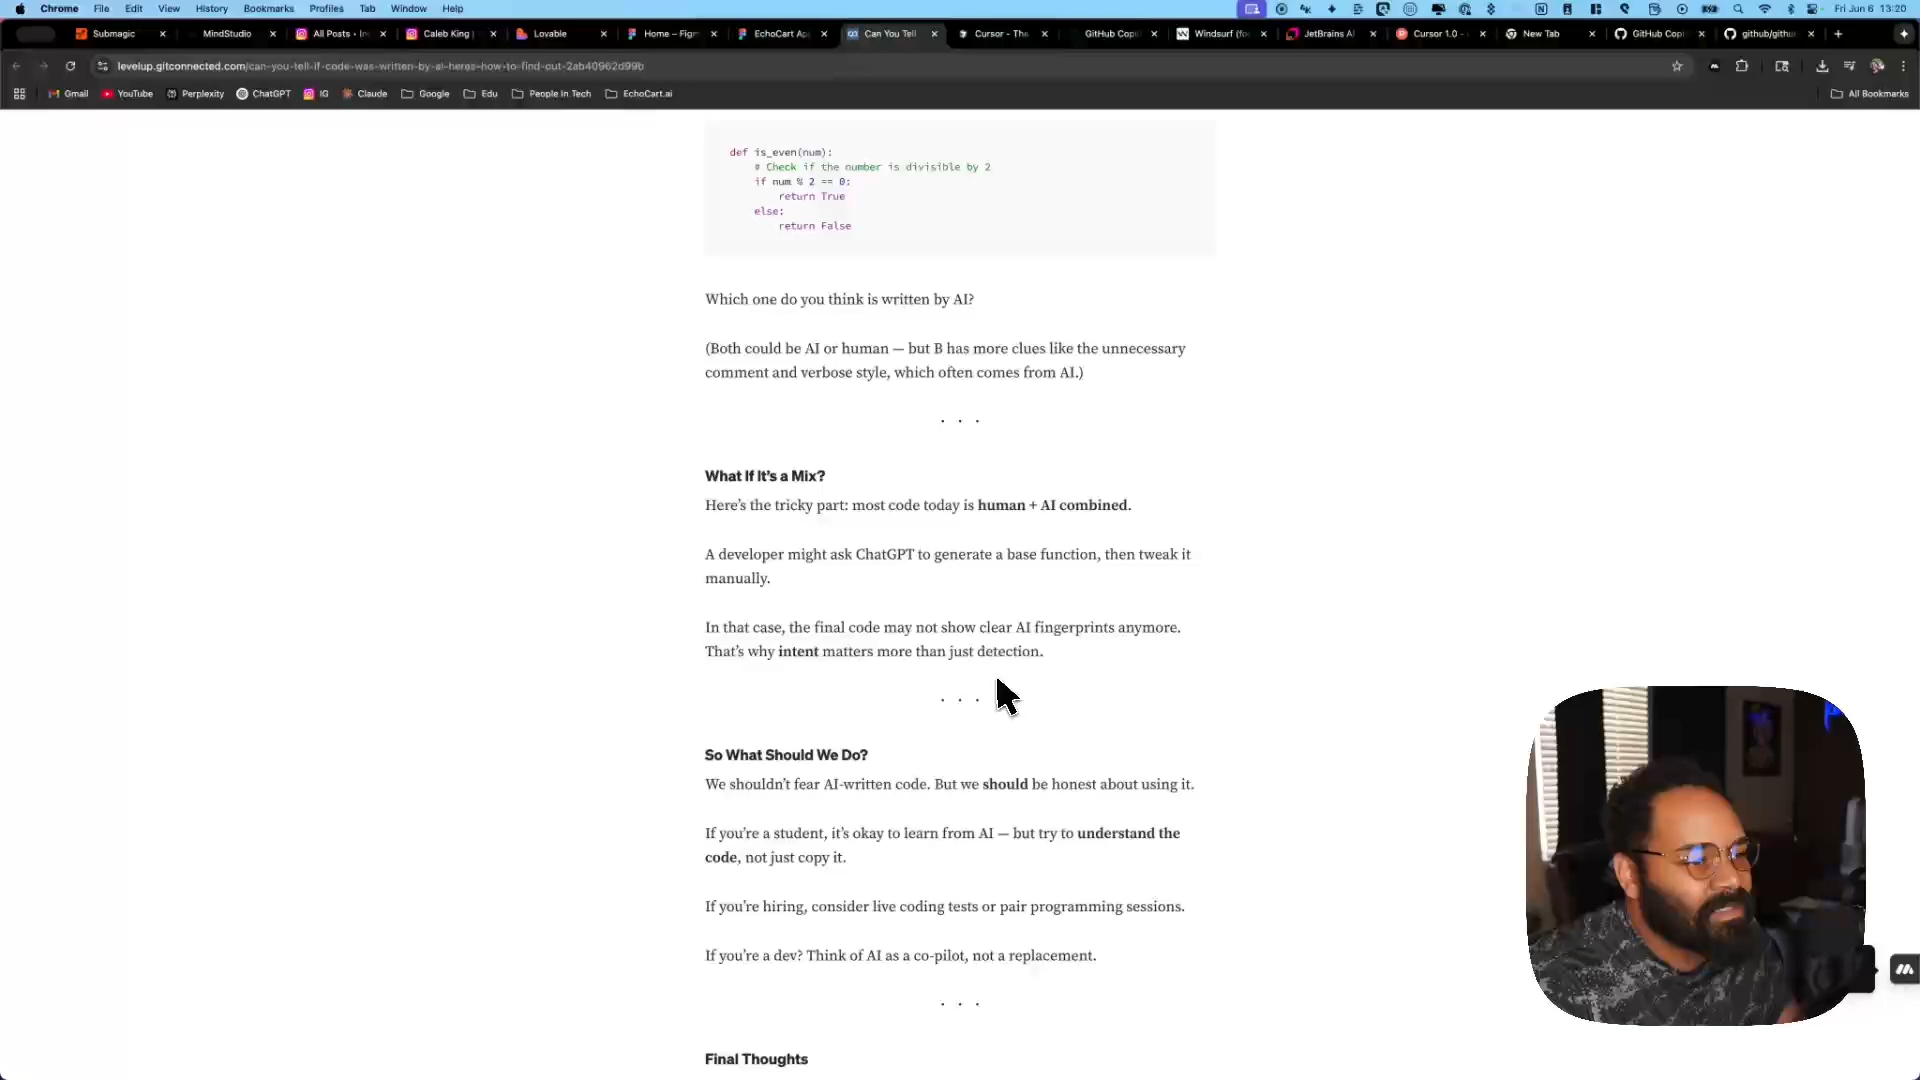 Chrome File Edit View History Bookmarks Profiles Tab Window Help Fri Jun 6 13:20
Submagic MindStudio All Posts • In Caleb King | Lovable Home – Figm EchoCart Ap Can You Tell Cursor - The GitHub Copi Windsurf (fo JetBrains AI Cursor 1.0 - New Tab GitHub Copi github/githu
levelup.gitconnected.com/can-you-tell-if-code-was-written-by-ai-heres-how-to-find-out-2ab40962d99b
Gmail YouTube Perplexity ChatGPT IG Claude Google Edu People In Tech EchoCart.ai All Bookmarks
def is_even(num):
# Check if the number is divisible by 2
if num % 2 == 0:
return True
else:
return False
Which one do you think is written by AI?
(Both could be AI or human — but B has more clues like the unnecessary
comment and verbose style, which often comes from AI.)
. . .
What If It’s a Mix?
Here’s the tricky part: most code today is human + AI combined.
A developer might ask ChatGPT to generate a base function, then tweak it
manually.
In that case, the final code may not show clear AI fingerprints anymore.
That’s why intent matters more than just detection.
. . .
So What Should We Do?
We shouldn’t fear AI-written code. But we should be honest about using it.
If you’re a student, it’s okay to learn from AI — but try to understand the
code, not just copy it.
If you’re hiring, consider live coding tests or pair programming sessions.
If you’re a dev? Think of AI as a co-pilot, not a replacement.
. . .
Final Thoughts